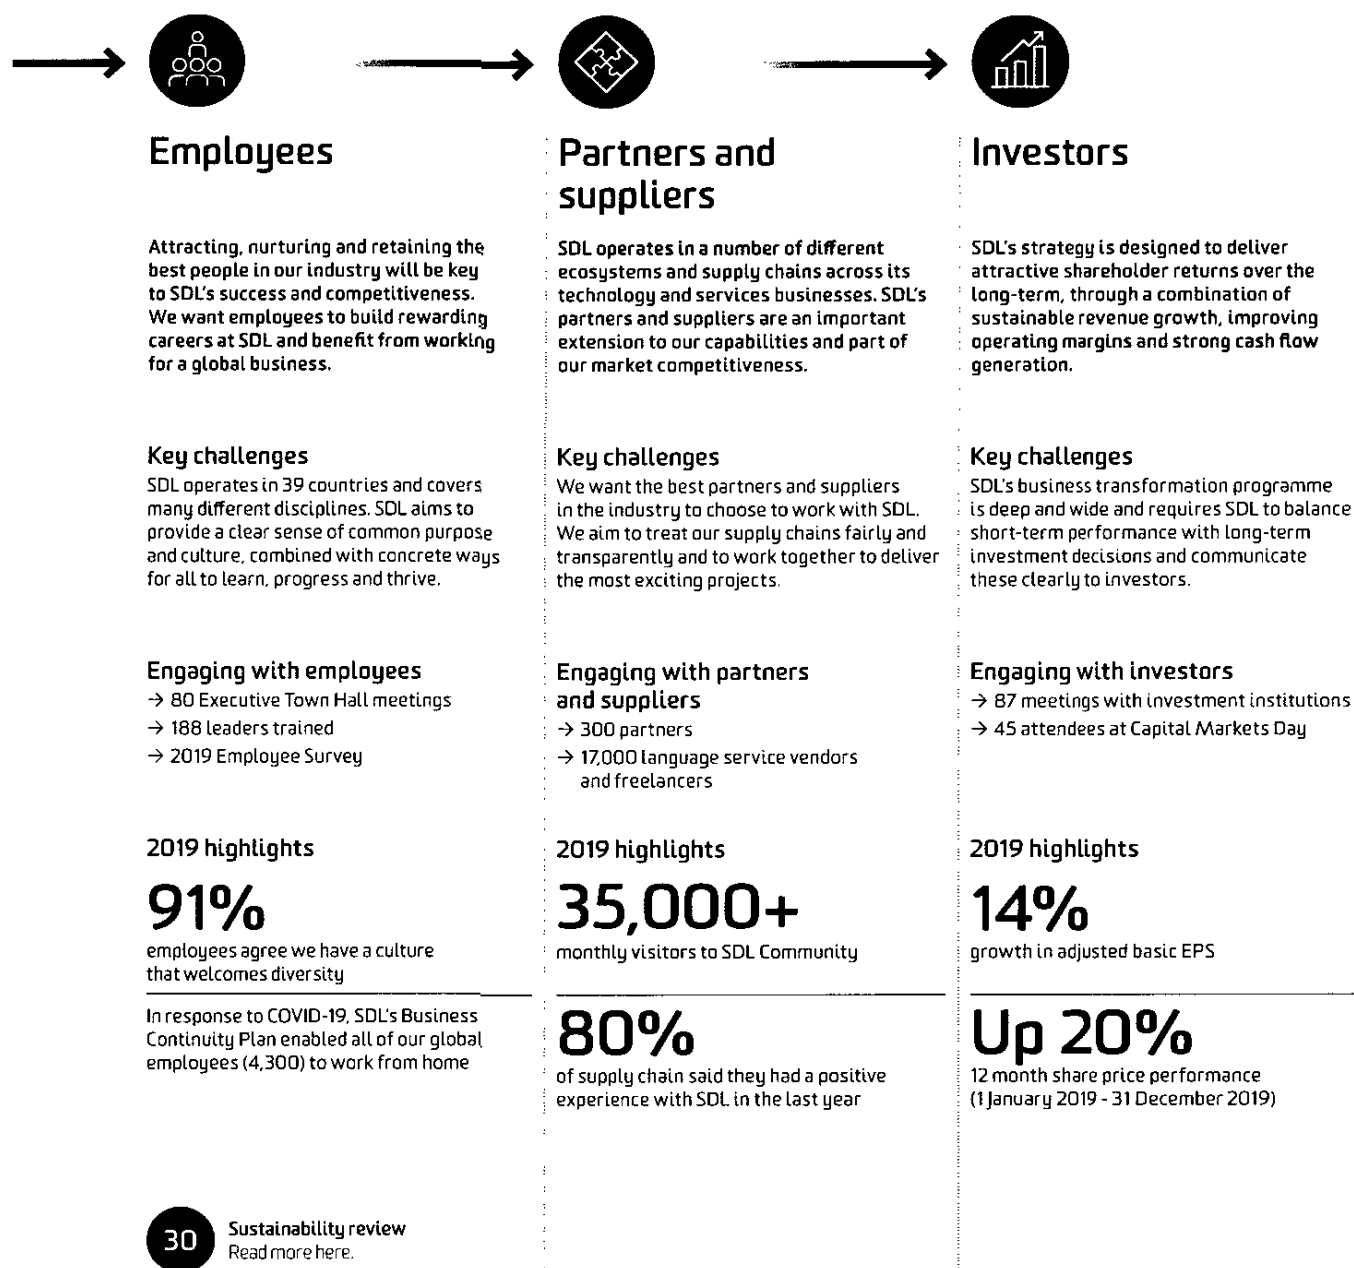 Employees
Attracting, nurturing and retaining the
best people in our industry will be key
to SDL's success and competitiveness.
We want employees to build rewarding
careers at SDL and benefit from working
for a global business.
Key challenges
SDL operates in 39 countries and covers
many different disciplines. SDL aims to
provide a clear sense of common purpose
and culture, combined with concrete ways
for all to learn, progress and thrive.
Engaging with employees
→ 80 Executive Town Hall meetings
→ 188 leaders trained
→ 2019 Employee Survey
2019 highlights
91%
employees agree we have a culture
that welcomes diversity
In response to COVID-19, SDL's Business
Continuity Plan enabled all of our global
employees (4,300) to work from home
30
Sustainability review
Read more here.
Partners and
suppliers
SDL operates in a number of different
ecosystems and supply chains across its
technology and services businesses. SDL's
partners and suppliers are an important
extension to our capabilities and part of
our market competitiveness.
Key challenges
We want the best partners and suppliers
in the industry to choose to work with SDL.
We aim to treat our supply chains fairly and
transparently and to work together to deliver
the most exciting projects.
Engaging with partners
and suppliers
→ 300 partners
→ 17,000 language service vendors
and freelancers
2019 highlights
35,000+
monthly visitors to SDL Community
80%
of supply chain said they had a positive
experience with SDL in the last year
Investors
SDL's strategy is designed to deliver
attractive shareholder returns over the
long-term, through a combination of
sustainable revenue growth, improving
operating margins and strong cash flow
generation.
Key challenges
SDL's business transformation programme
is deep and wide and requires SDL to balance
short-term performance with long-term
investment decisions and communicate
these clearly to investors.
Engaging with investors
→ 87 meetings with investment institutions
→ 45 attendees at Capital Markets Day
2019 highlights
14%
growth in adjusted basic EPS
Up 20%
12 month share price performance
(1 January 2019 - 31 December 2019)